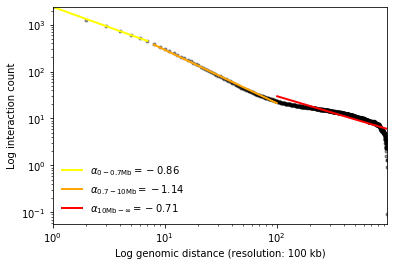 10³
10²
10¹
10⁰
10⁻¹
Log interaction count
α₀₋₀.₇Mb = −0.86
α₀.₇₋₁₀Mb = −1.14
α₁₀Mb₋∞ = −0.71
10⁰ 10¹ 10²
Log genomic distance (resolution: 100 kb)